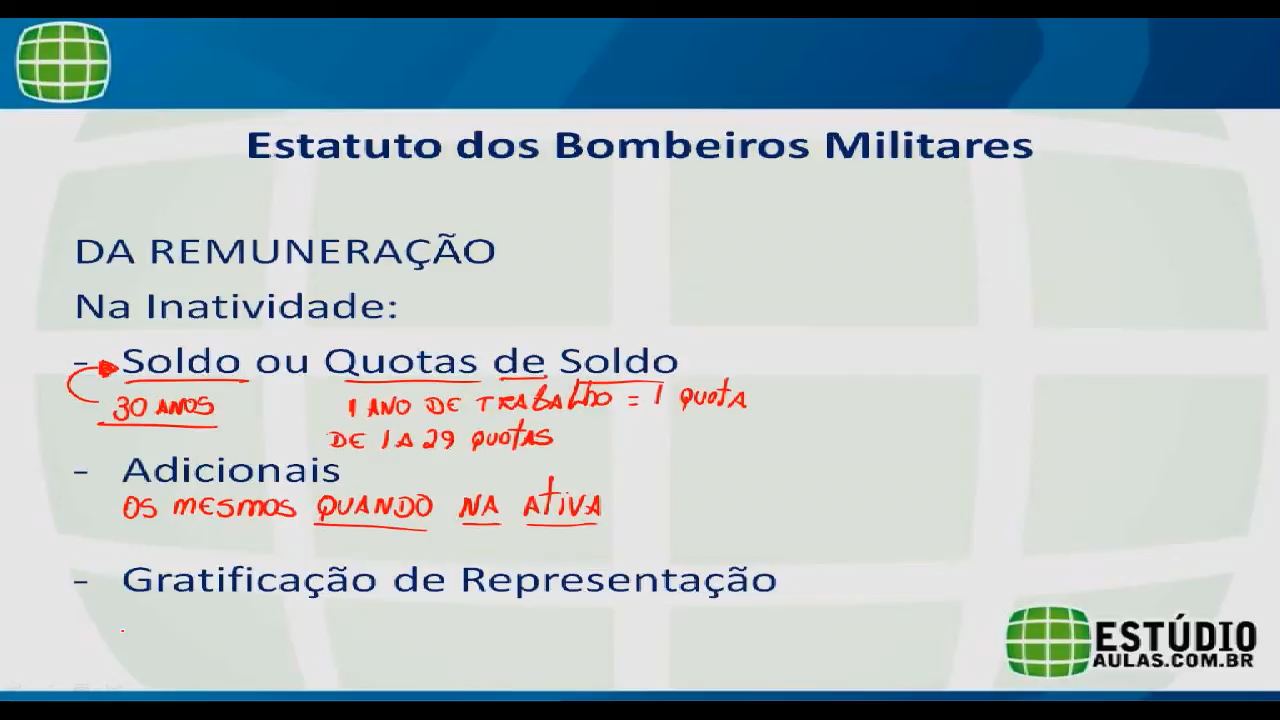 Estatuto dos Bombeiros Militares
DA REMUNERAÇÃO
Na Inatividade:
- Soldo ou Quotas de Soldo
30 ANOS 1 ANO DE TRABALHO = 1 QUOTA
DE 1 A 29 QUOTAS
- Adicionais
OS MESMOS QUANDO NA ATIVA
- Gratificação de Representação
ESTÚDIO
AULAS.COM.BR